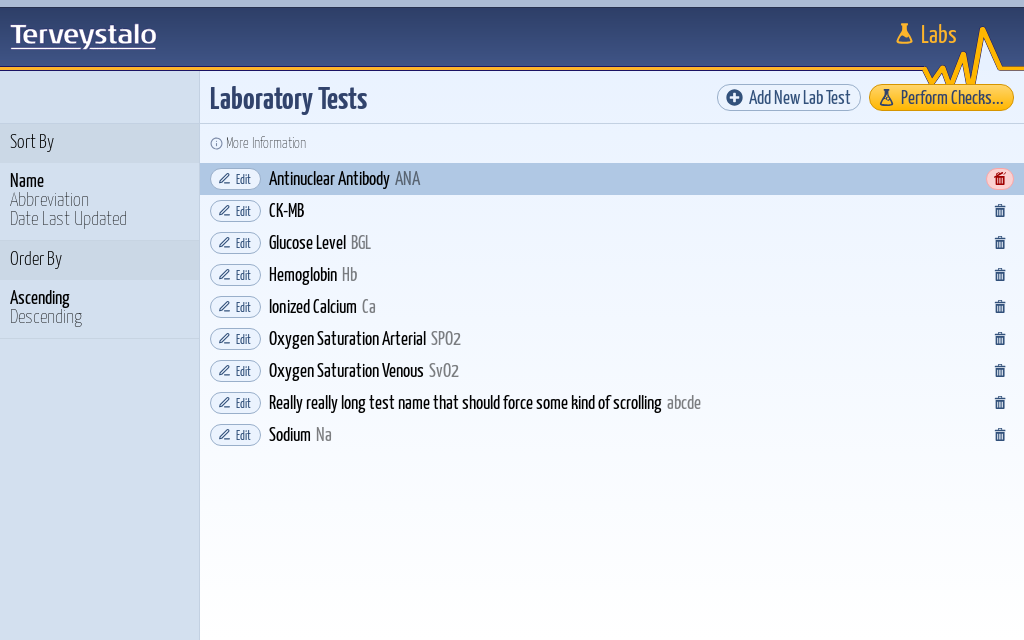 Terveystalo
Labs
Laboratory Tests
Add New Lab Test
Perform Checks...
Sort By
Name
Abbreviation
Date Last Updated
Order By
Ascending
Descending
More Information
Edit Antinuclear Antibody ANA
Edit CK-MB
Edit Glucose Level BGL
Edit Hemoglobin Hb
Edit Ionized Calcium Ca
Edit Oxygen Saturation Arterial SPO2
Edit Oxygen Saturation Venous SvO2
Edit Really really long test name that should force some kind of scrolling abcde
Edit Sodium Na